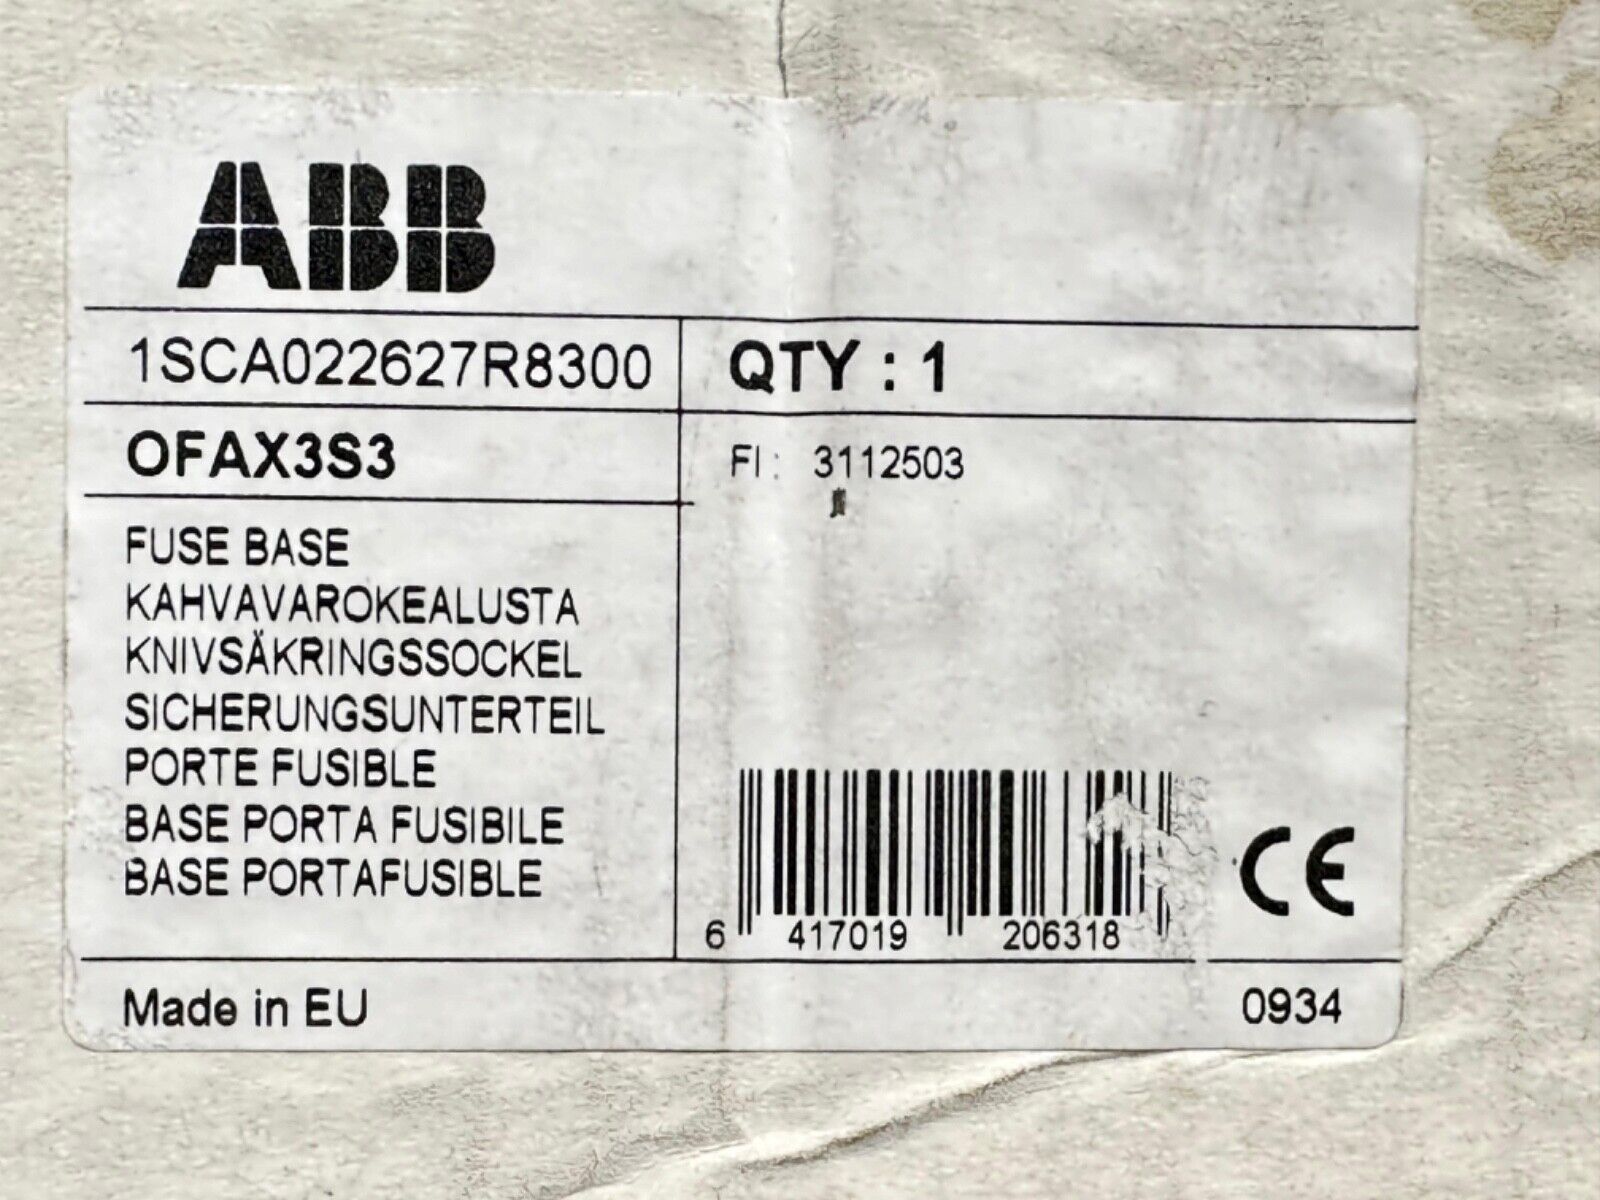 ABB
1SCA022627R8300
QTY : 1
OFAX3S3
FI: 3112503
FUSE BASE
KAHVAVAROKEALUSTA
KNIVSÄKRINGSSOCKEL
SICHERUNGSUNTERTEIL
PORTE FUSIBLE
BASE PORTA FUSIBILE
BASE PORTAFUSIBLE
6 417019 206318
CE
Made in EU
0934